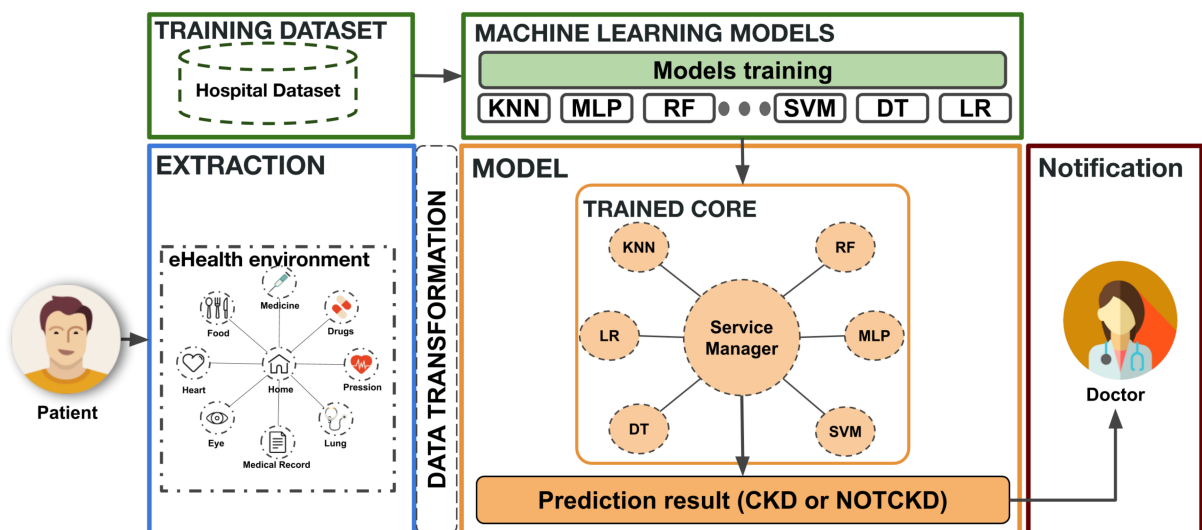 TRAINING DATASET
Hospital Dataset
MACHINE LEARNING MODELS
Models training
KNN
MLP
RF
SVM
DT
LR
EXTRACTION
eHealth environment
Medicine
Food
Drugs
Heart
Home
Pression
Eye
Lung
Medical Record
Patient
DATA TRANSFORMATION
MODEL
TRAINED CORE
KNN
RF
LR
Service
Manager
MLP
DT
SVM
Prediction result (CKD or NOTCKD)
Notification
Doctor